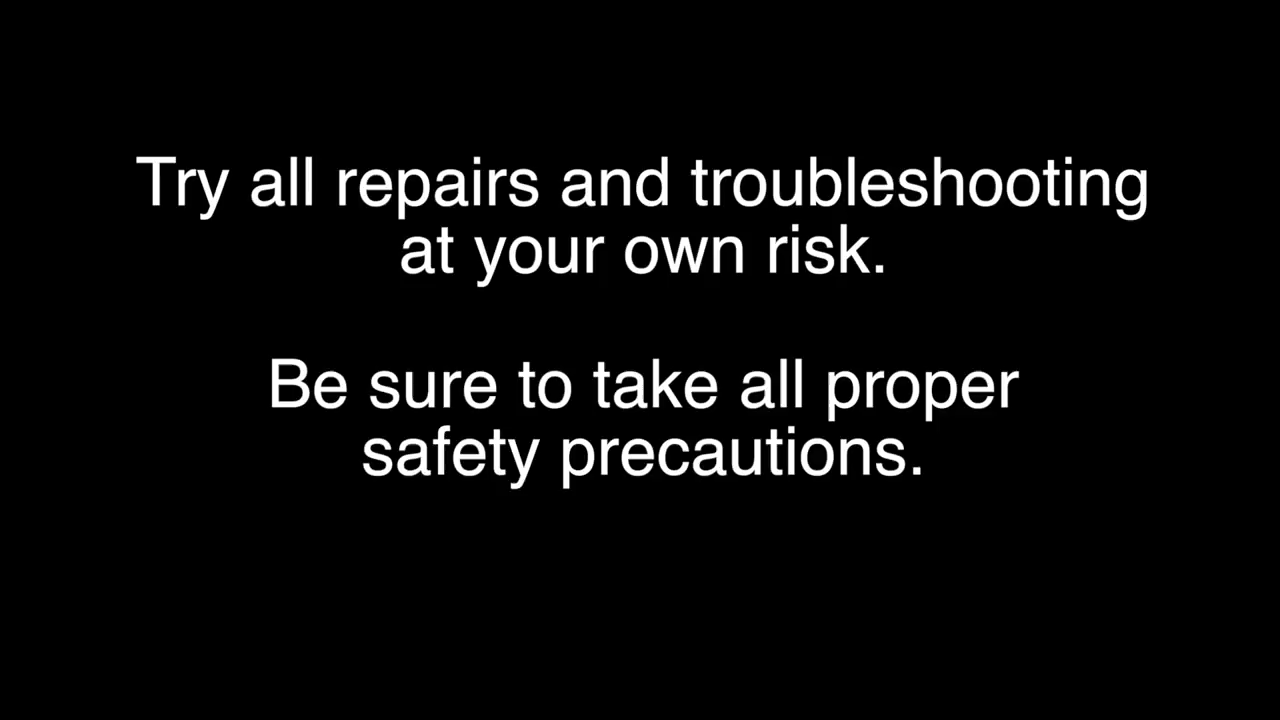 Try all repairs and troubleshooting
at your own risk.
Be sure to take all proper
safety precautions.